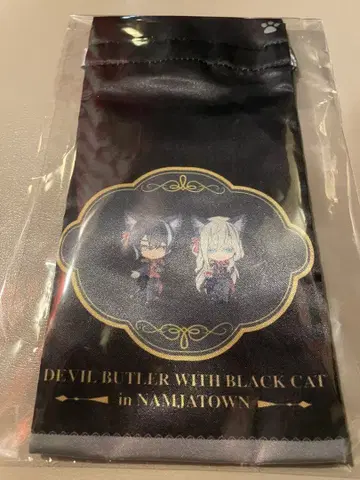 DEVIL BUTLER WITH BLACK CAT
in NAMJATOWN